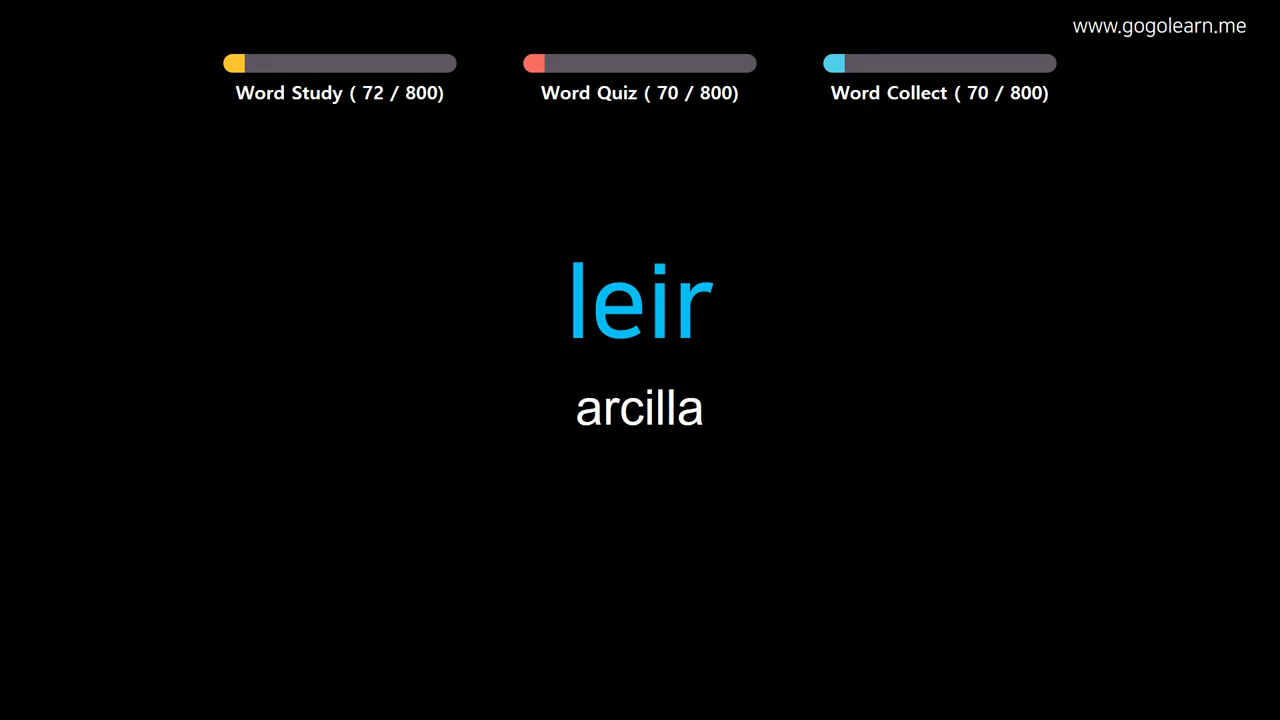 www.gogolearn.me
Word Study ( 72 / 800)
Word Quiz ( 70 / 800)
Word Collect ( 70 / 800)
leir
arcilla